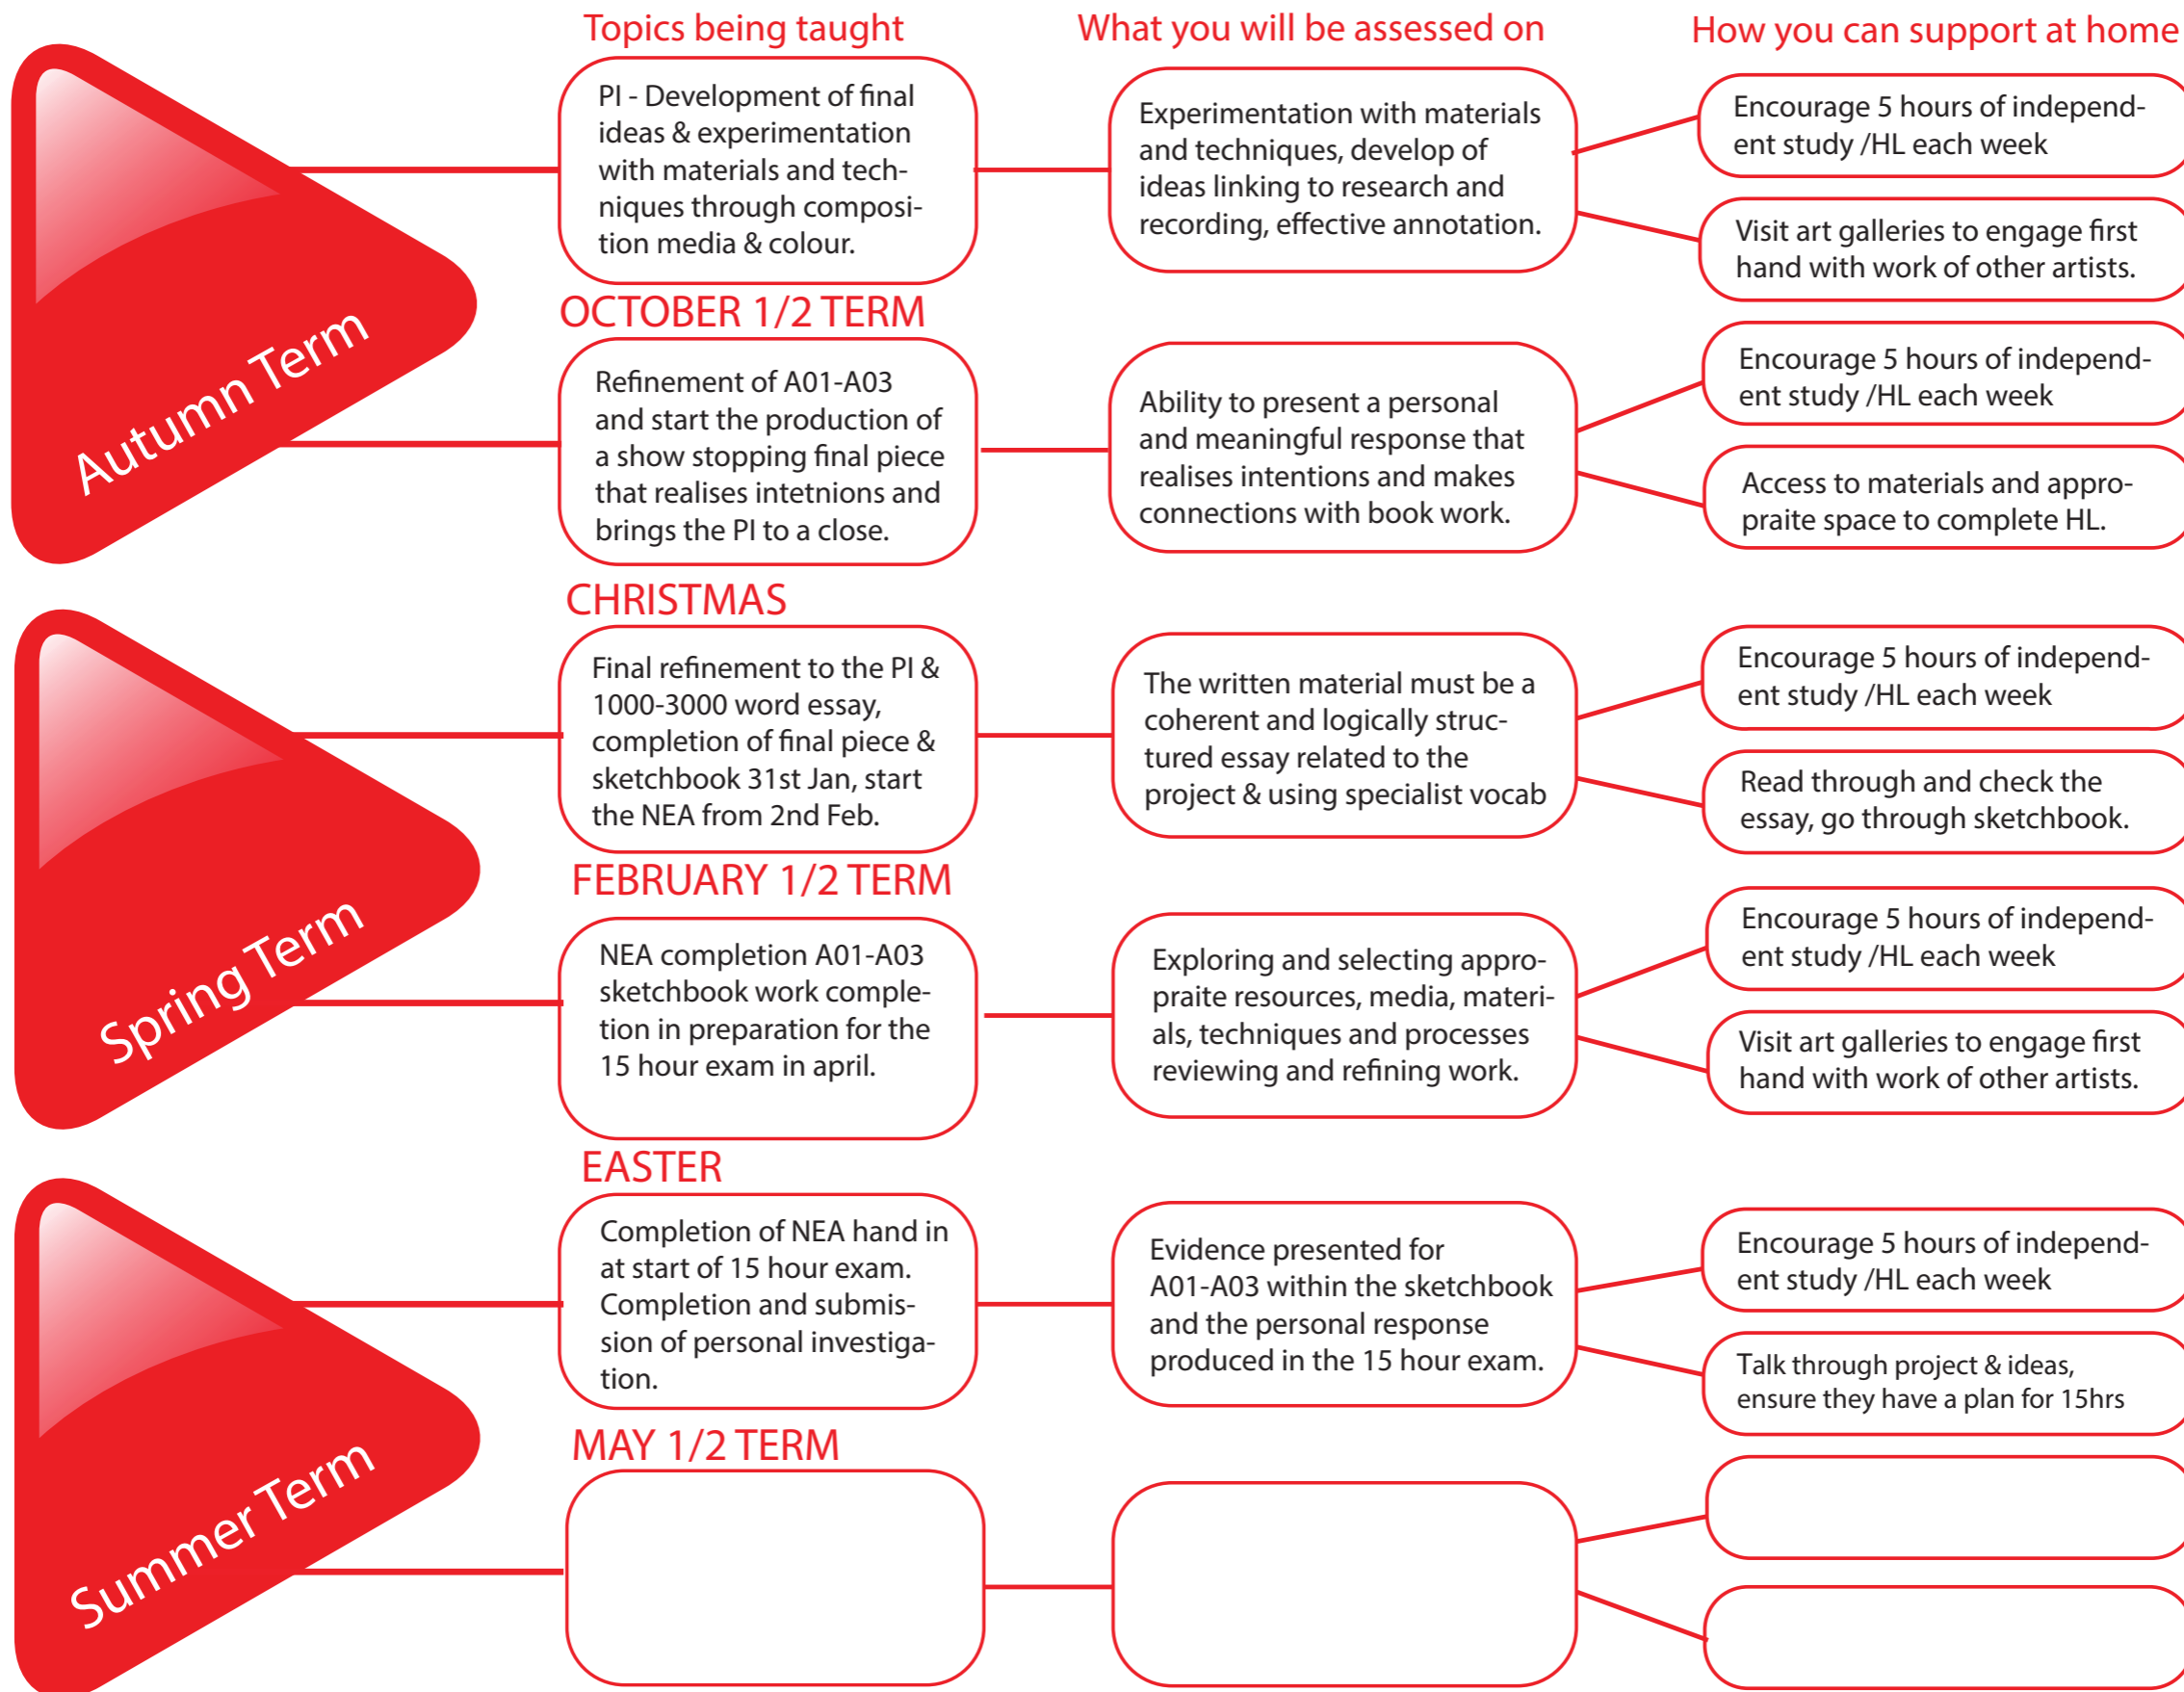 Topics being taught
What you will be assessed on
How you can support at home
Autumn Term
PI - Development of final
ideas & experimentation
with materials and tech-
niques through composi-
tion media & colour.
Experimentation with materials
and techniques, develop of
ideas linking to research and
recording, effective annotation.
Encourage 5 hours of independ-
ent study /HL each week
Visit art galleries to engage first
hand with work of other artists.
OCTOBER 1/2 TERM
Refinement of A01-A03
and start the production of
a show stopping final piece
that realises intetnions and
brings the PI to a close.
Ability to present a personal
and meaningful response that
realises intentions and makes
connections with book work.
Encourage 5 hours of independ-
ent study /HL each week
Access to materials and appro-
praite space to complete HL.
CHRISTMAS
Spring Term
Final refinement to the PI &
1000-3000 word essay,
completion of final piece &
sketchbook 31st Jan, start
the NEA from 2nd Feb.
The written material must be a
coherent and logically struc-
tured essay related to the
project & using specialist vocab
Encourage 5 hours of independ-
ent study /HL each week
Read through and check the
essay, go through sketchbook.
FEBRUARY 1/2 TERM
NEA completion A01-A03
sketchbook work comple-
tion in preparation for the
15 hour exam in april.
Exploring and selecting appro-
praite resources, media, materi-
als, techniques and processes
reviewing and refining work.
Encourage 5 hours of independ-
ent study /HL each week
Visit art galleries to engage first
hand with work of other artists.
EASTER
Summer Term
Completion of NEA hand in
at start of 15 hour exam.
Completion and submis-
sion of personal investiga-
tion.
Evidence presented for
A01-A03 within the sketchbook
and the personal response
produced in the 15 hour exam.
Encourage 5 hours of independ-
ent study /HL each week
Talk through project & ideas,
ensure they have a plan for 15hrs
MAY 1/2 TERM